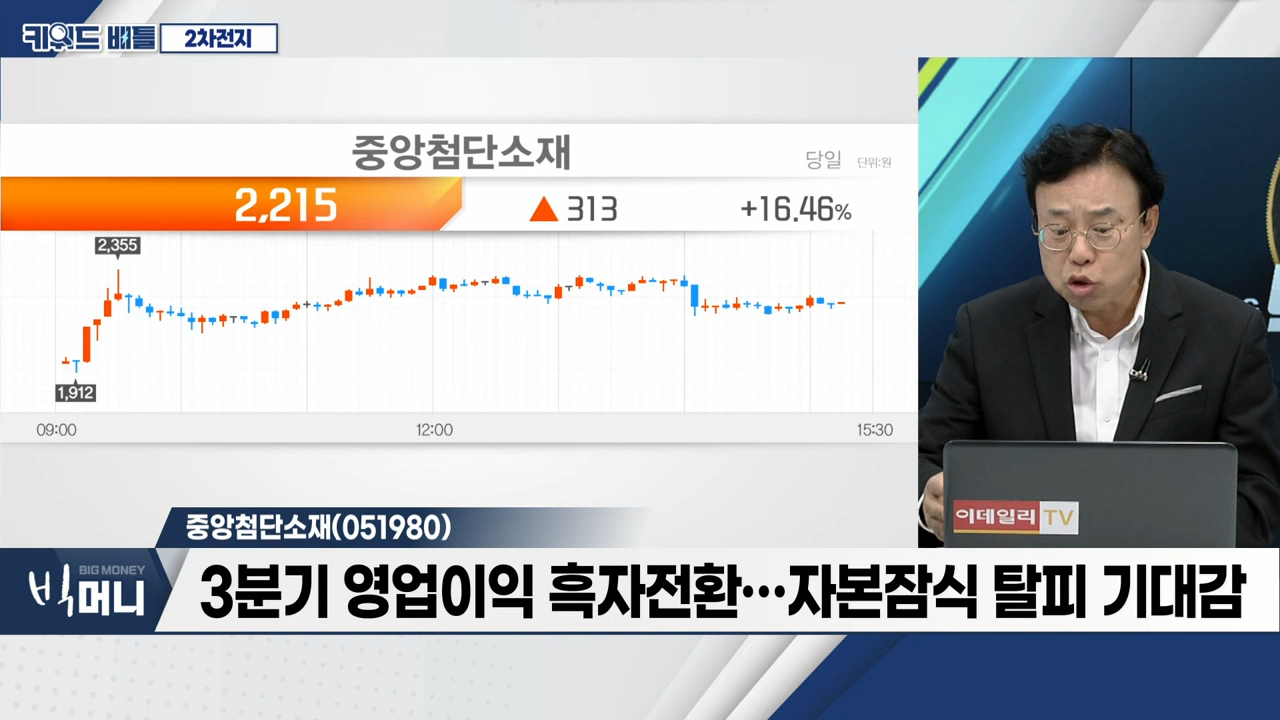 키워드 배틀
2차전지
중앙첨단소재
당일 단위:원
2,215 ▲ 313 +16.46%
2,355
1,912
09:00 12:00 15:30
이데일리 TV
중앙첨단소재(051980)
BIG MONEY
빅머니
3분기 영업이익 흑자전환…자본잠식 탈피 기대감